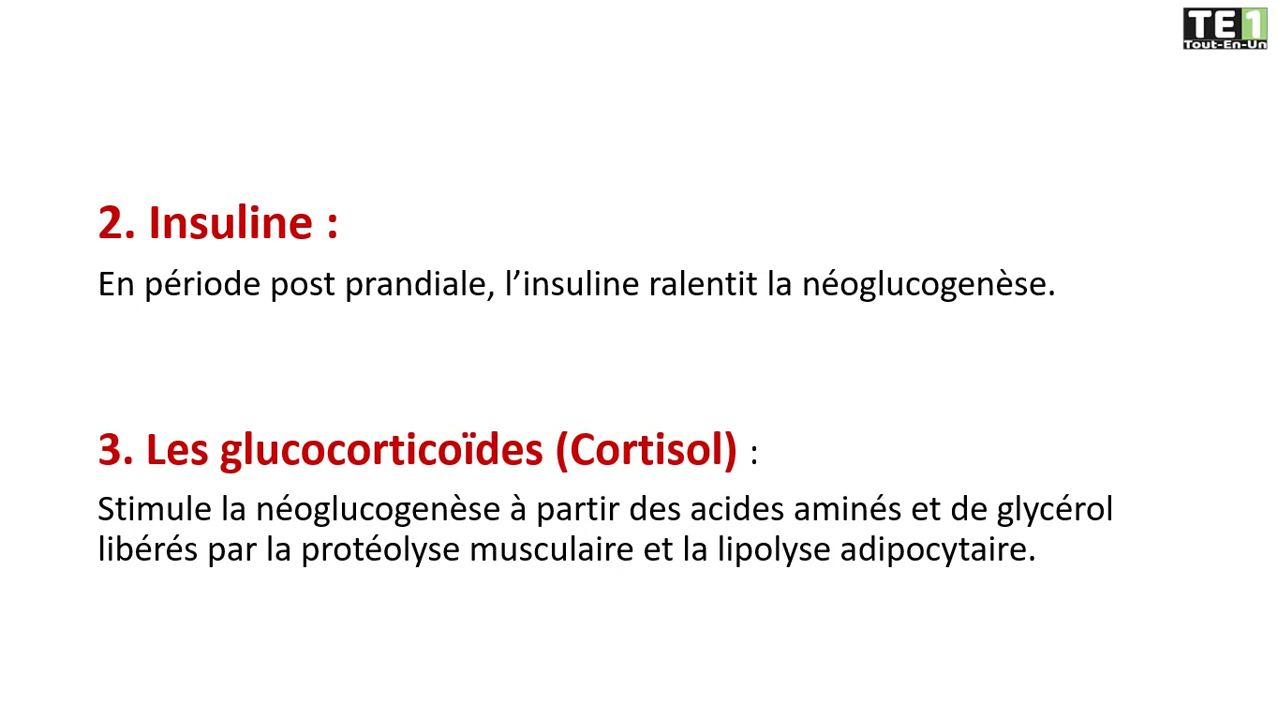 TE1
Tout-En-Un
2. Insuline :
En période post prandiale, l’insuline ralentit la néoglucogenèse.
3. Les glucocorticoïdes (Cortisol) :
Stimule la néoglucogenèse à partir des acides aminés et de glycérol
libérés par la protéolyse musculaire et la lipolyse adipocytaire.